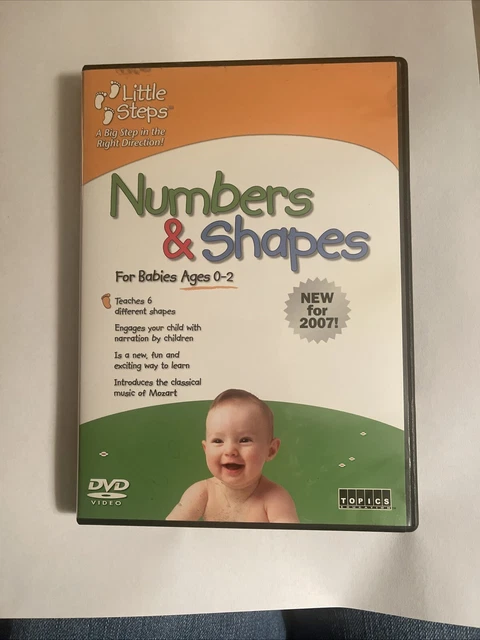 Little
Steps™
A Big Step in the
Right Direction!
Numbers
& Shapes
For Babies Ages 0-2
NEW
for
2007!
Teaches 6
different shapes
Engages your child with
narration by children
Is a new, fun and
exciting way to learn
Introduces the classical
music of Mozart
DVD
VIDEO
TOPICS
EDUCATION